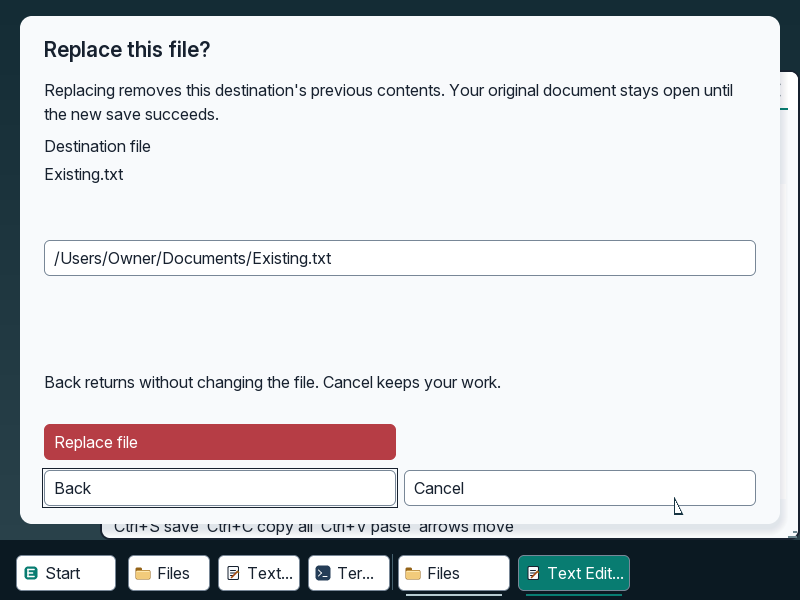 Replace this file?
Replacing removes this destination's previous contents. Your original document stays open until
the new save succeeds.
Destination file
Existing.txt
/Users/Owner/Documents/Existing.txt
Back returns without changing the file. Cancel keeps your work.
Replace file
Back
Cancel
Ctrl+S save Ctrl+C copy all Ctrl+V paste arrows move
Start
Files
Text...
Ter...
Files
Text Edit...